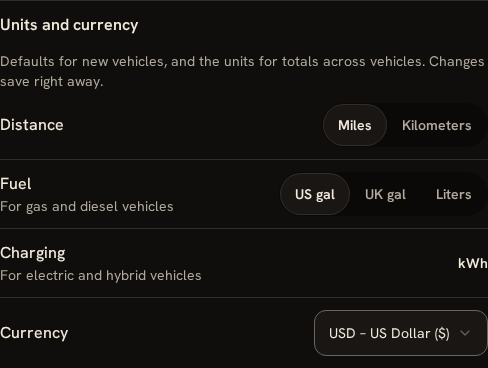 Units and currency
Defaults for new vehicles, and the units for totals across vehicles. Changes
save right away.
Distance
Miles
Kilometers
Fuel
For gas and diesel vehicles
US gal
UK gal
Liters
Charging
For electric and hybrid vehicles
kWh
Currency
USD – US Dollar ($)